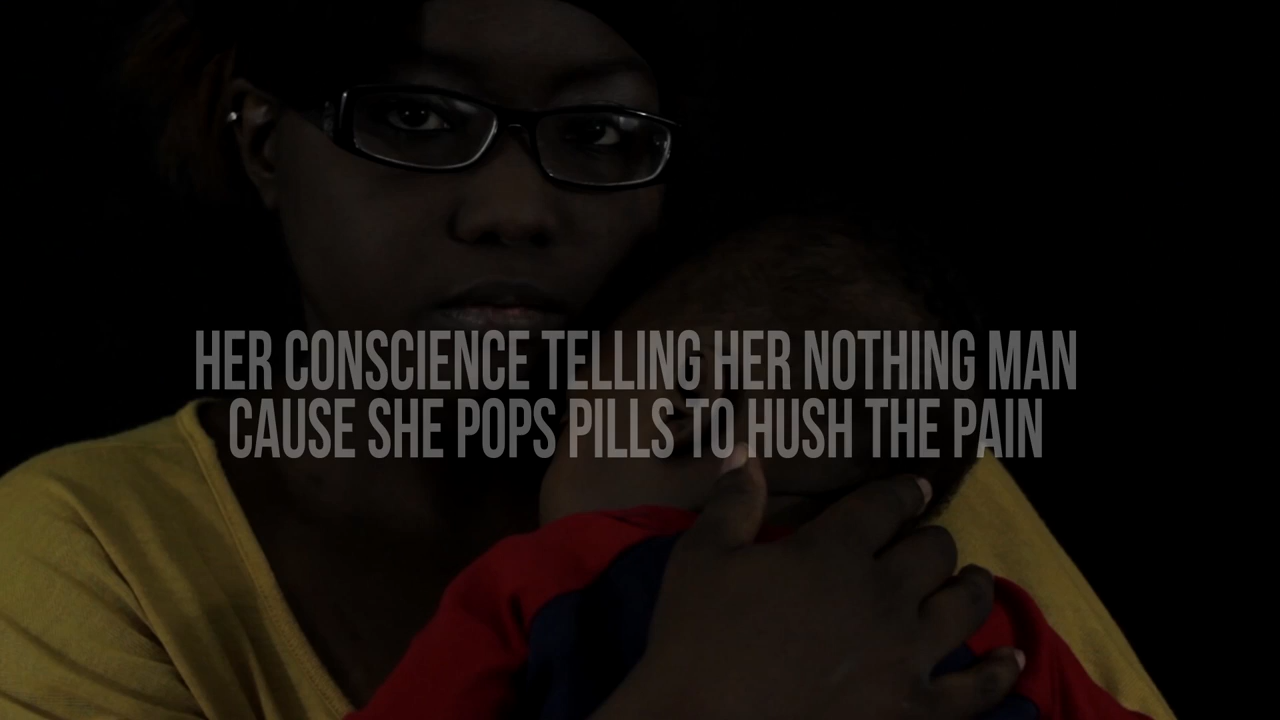 HER CONSCIENCE TELLING HER NOTHING MAN
CAUSE SHE POPS PILLS TO HUSH THE PAIN